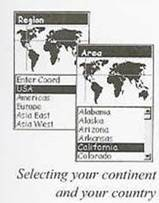 Region
Enter Coord
USA
Americas
Europe
Asia East
Asia West
Area
Alabama
Alaska
Arizona
Arkansas
California
Colorado
Selecting your continent
and your country